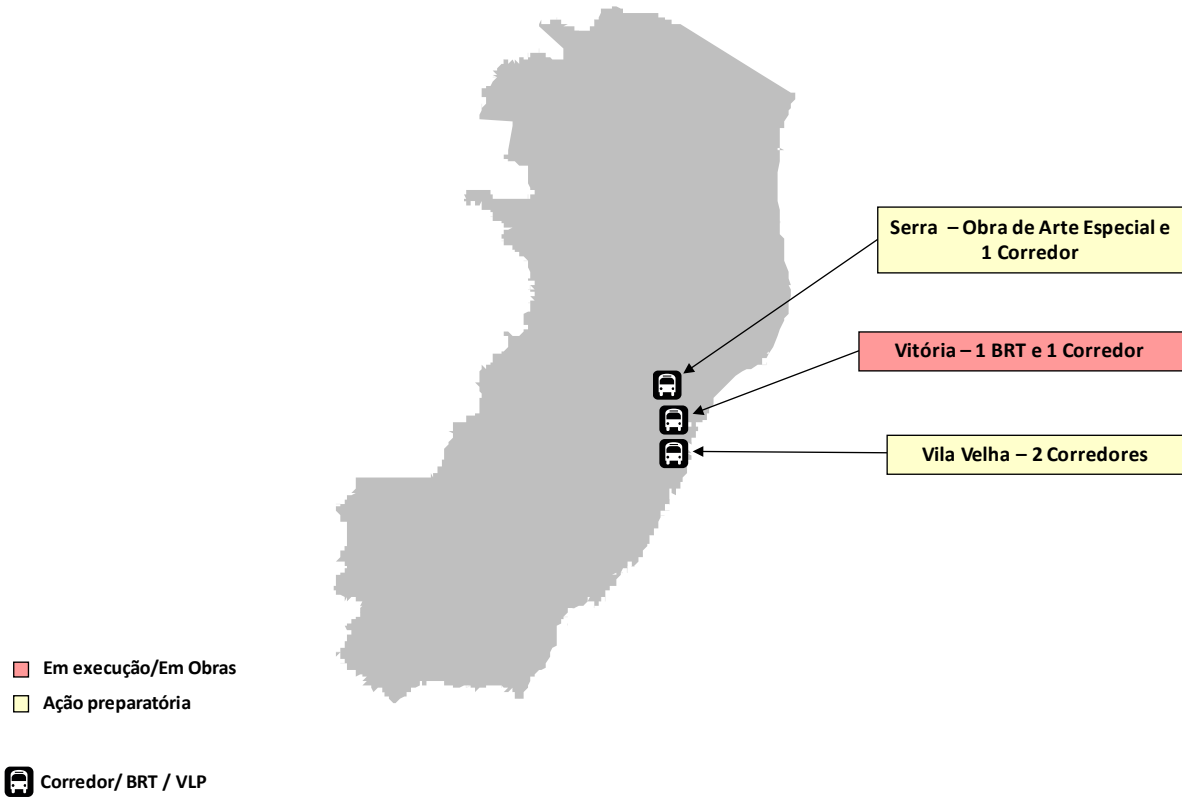 Serra – Obra de Arte Especial e
1 Corredor
Vitória – 1 BRT e 1 Corredor
Vila Velha – 2 Corredores
Em execução/Em Obras
Ação preparatória
Corredor/ BRT / VLP